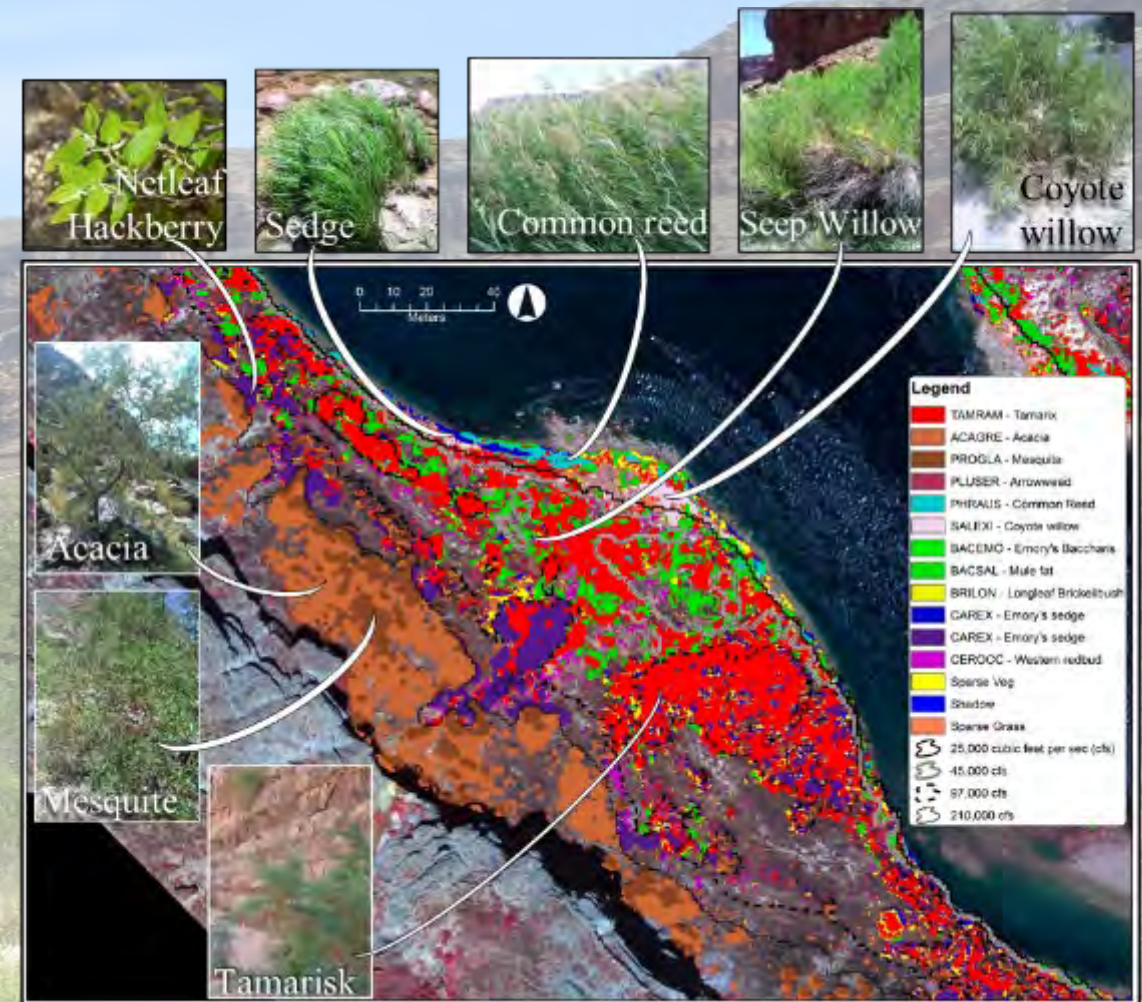 Netleaf
Hackberry
Sedge
Common reed
Seep Willow
Coyote
willow
0 10 20 40
Meters
Acacia
Mesquite
Tamarisk
Legend
TAMRAM - Tamarix
ACAGRE - Acacia
PROGLA - Mesquite
PLUSER - Arrowweed
PHRAUS - Common Reed
SALEXI - Coyote willow
BACEMO - Emory's Baccharis
BACSAL - Mule fat
BRILON - Longleaf Brickellbush
CAREX - Emory's sedge
CAREX - Emory's sedge
CEROCC - Western redbud
Sparse Veg
Shadow
Sparse Grass
25,000 cubic feet per sec (cfs)
45,000 cfs
97,000 cfs
210,000 cfs